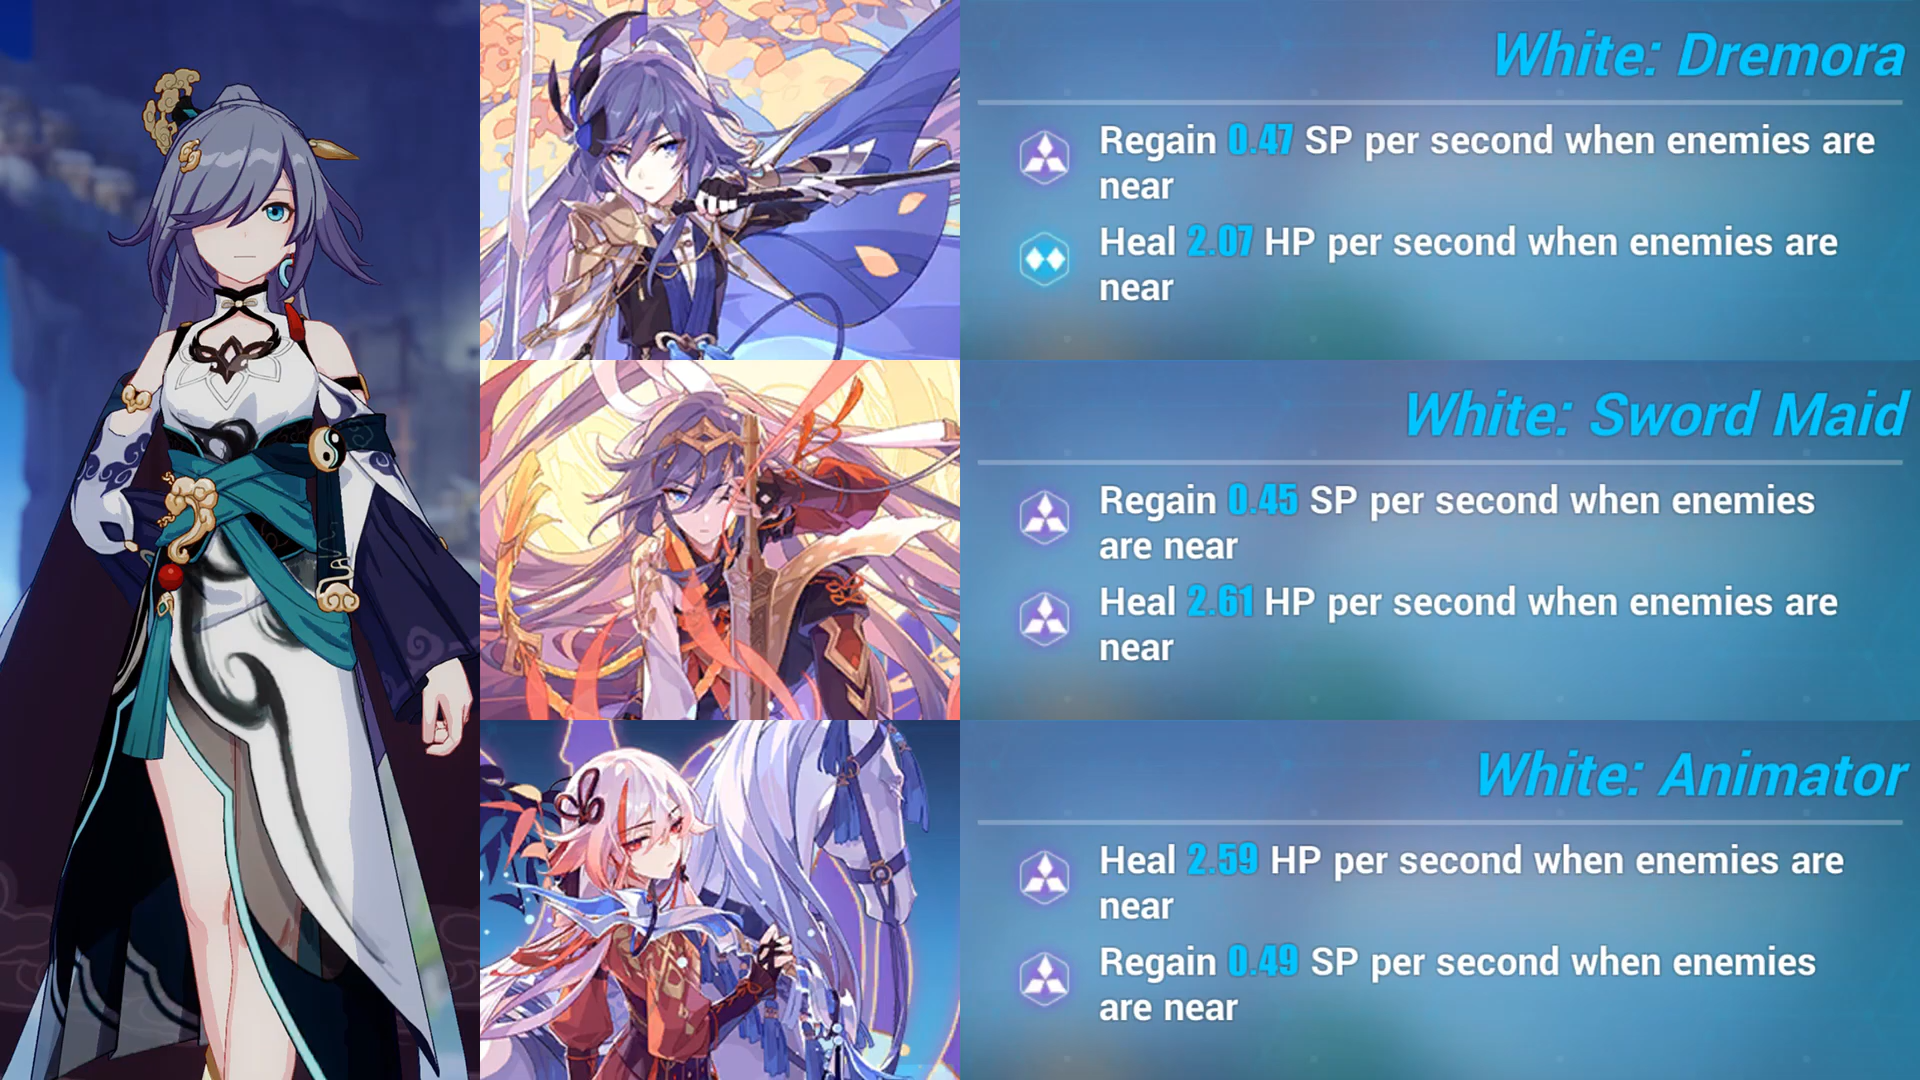 White: Dremora
Regain 0.47 SP per second when enemies are
near
Heal 2.07 HP per second when enemies are
near
White: Sword Maid
Regain 0.45 SP per second when enemies
are near
Heal 2.61 HP per second when enemies are
near
White: Animator
Heal 2.59 HP per second when enemies are
near
Regain 0.49 SP per second when enemies
are near